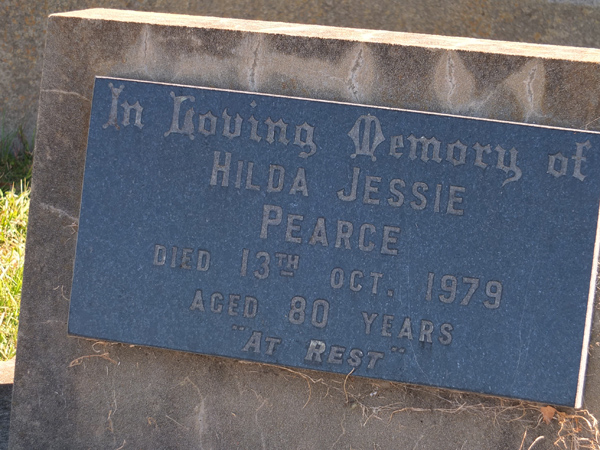 In Loving Memory of
HILDA JESSIE
PEARCE
DIED 13TH OCT. 1979
AGED 80 YEARS
"AT REST"